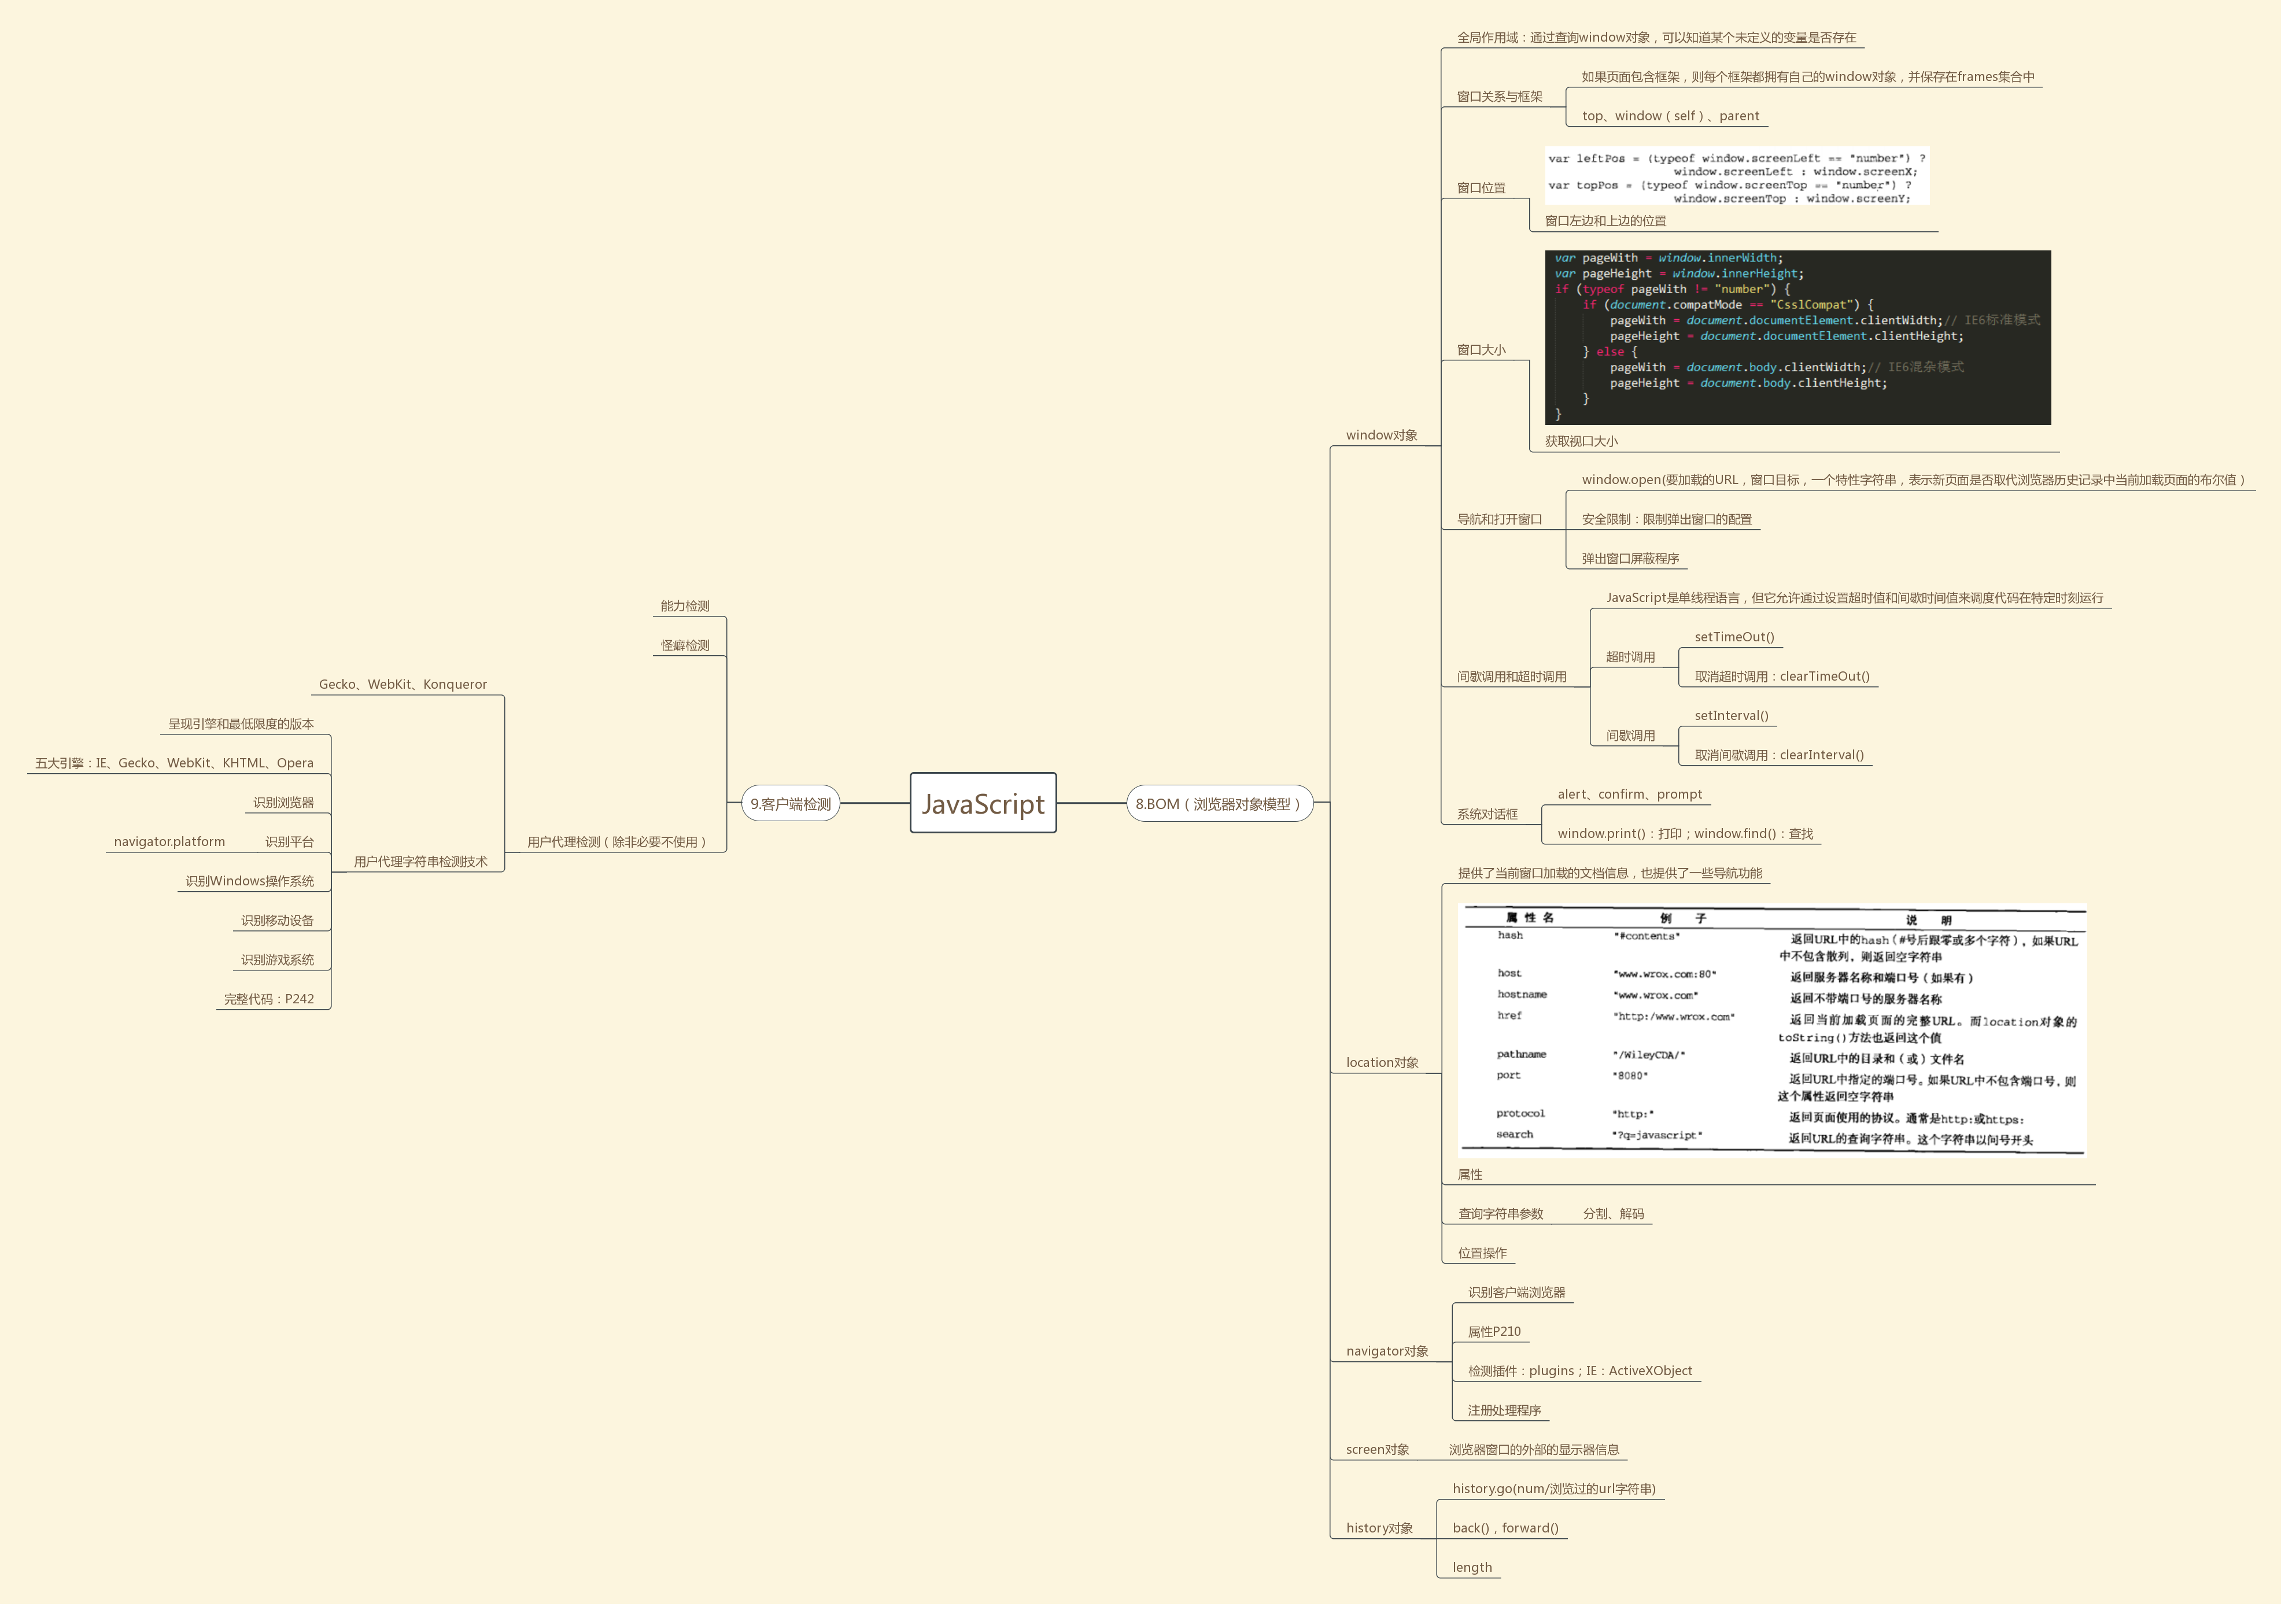 JavaScript
8.BOM（浏览器对象模型）
window对象
全局作用域：通过查询window对象，可以知道某个未定义的变量是否存在
窗口关系与框架
如果页面包含框架，则每个框架都拥有自己的window对象，并保存在frames集合中
top、window（self）、parent
窗口位置
var leftPos = (typeof window.screenLeft == "number") ?
window.screenLeft : window.screenX;
var topPos = (typeof window.screenTop == "number") ?
window.screenTop : window.screenY;
窗口左边和上边的位置
窗口大小
var pageWith = window.innerWidth;
var pageHeight = window.innerHeight;
if (typeof pageWith != "number") {
if (document.compatMode == "CsslCompat") {
pageWith = document.documentElement.clientWidth;// IE6标准模式
pageHeight = document.documentElement.clientHeight;
} else {
pageWith = document.body.clientWidth;// IE6混杂模式
pageHeight = document.body.clientHeight;
}
}
获取视口大小
导航和打开窗口
window.open(要加载的URL，窗口目标，一个特性字符串，表示新页面是否取代浏览器历史记录中当前加载页面的布尔值）
安全限制：限制弹出窗口的配置
弹出窗口屏蔽程序
间歇调用和超时调用
JavaScript是单线程语言，但它允许通过设置超时值和间歇时间值来调度代码在特定时刻运行
超时调用
setTimeOut()
取消超时调用：clearTimeOut()
间歇调用
setInterval()
取消间歇调用：clearInterval()
系统对话框
alert、confirm、prompt
window.print()：打印；window.find()：查找
location对象
提供了当前窗口加载的文档信息，也提供了一些导航功能
属 性 名 例 子 说 明
hash "#contents" 返回URL中的hash（#号后跟零或多个字符），如果URL
中不包含散列，则返回空字符串
host "www.wrox.com:80" 返回服务器名称和端口号（如果有）
hostname "www.wrox.com" 返回不带端口号的服务器名称
href "http:/www.wrox.com" 返回当前加载页面的完整URL。而location对象的
toString()方法也返回这个值
pathname "/WileyCDA/" 返回URL中的目录和（或）文件名
port "8080" 返回URL中指定的端口号。如果URL中不包含端口号，则
这个属性返回空字符串
protocol "http:" 返回页面使用的协议。通常是http:或https:
search "?q=javascript" 返回URL的查询字符串。这个字符串以问号开头
属性
查询字符串参数 分割、解码
位置操作
navigator对象
识别客户端浏览器
属性P210
检测插件：plugins；IE：ActiveXObject
注册处理程序
screen对象 浏览器窗口的外部的显示器信息
history对象
history.go(num/浏览过的url字符串)
back()，forward()
length
9.客户端检测
能力检测
怪癖检测
用户代理检测（除非必要不使用）
Gecko、WebKit、Konqueror
用户代理字符串检测技术
呈现引擎和最低限度的版本
五大引擎：IE、Gecko、WebKit、KHTML、Opera
识别浏览器
识别平台
navigator.platform
识别Windows操作系统
识别移动设备
识别游戏系统
完整代码：P242